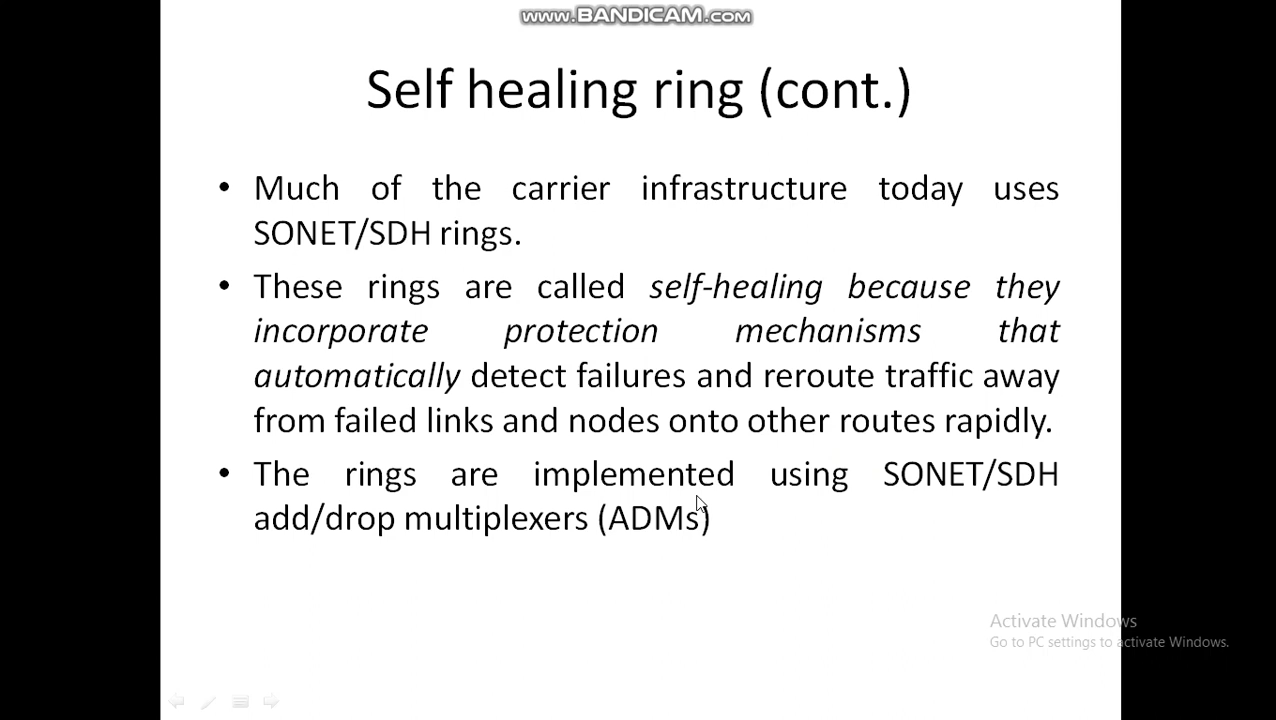 www.BANDICAM.com
Self healing ring (cont.)
• Much of the carrier infrastructure today uses
SONET/SDH rings.
• These rings are called self-healing because they
incorporate protection mechanisms that
automatically detect failures and reroute traffic away
from failed links and nodes onto other routes rapidly.
• The rings are implemented using SONET/SDH
add/drop multiplexers (ADMs)
Activate Windows
Go to PC settings to activate Windows.